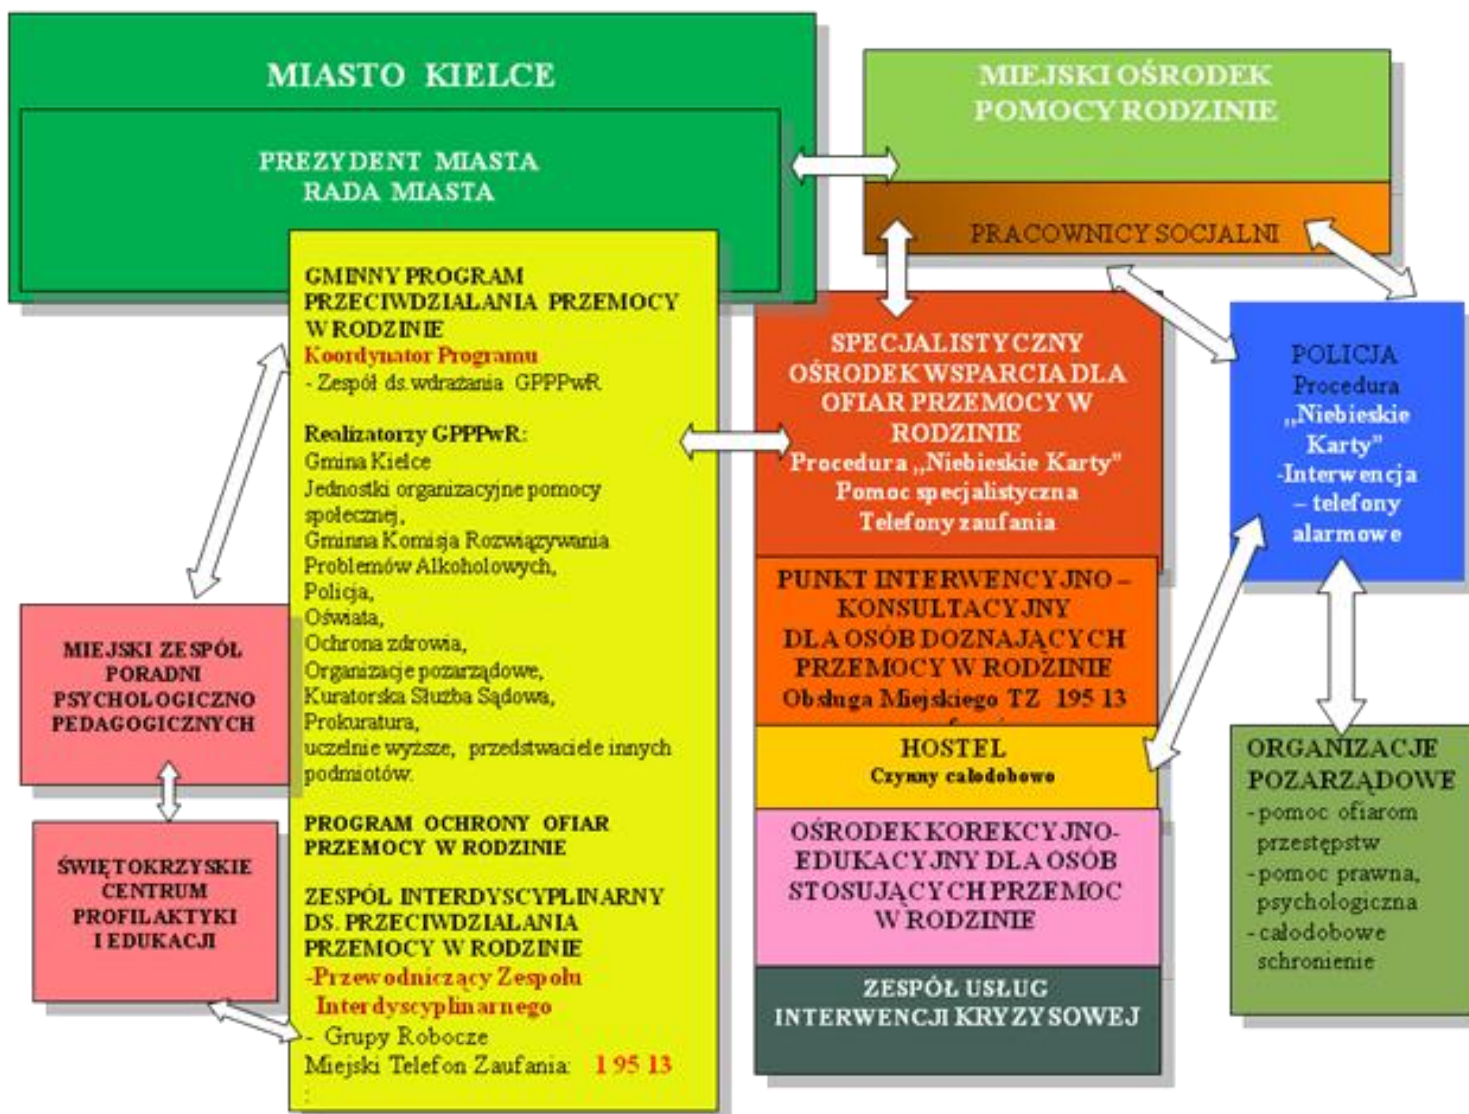 MIASTO KIELCE
PREZYDENT MIASTA
RADA MIASTA
MIEJSKI OŚRODEK
POMOCY RODZINIE
PRACOWNICY SOCJALNI
GMINNY PROGRAM
PRZECIWDZIALANIA PRZEMOCY
W RODZINIE
Koordynator Programu
- Zespół ds.wdrażania GPPPwR
Realizatorzy GPPPwR:
Gmina Kielce
Jednostki organizacyjne pomocy
społecznej,
Gminna Komisja Rozwiązywania
Problemów Alkoholowych,
Policja,
Oświata,
Ochrona zdrowia,
Organizacje pozarządowe,
Kuratorska Służba Sądowa,
Prokuratura,
uczelnie wyższe, przedstwaciele innych
podmiotów.
PROGRAM OCHRONY OFIAR
PRZEMOCY W RODZINIE
ZESPÓL INTERDYSCYPLINARNY
DS. PRZECIWDZIALANIA
PRZEMOCY W RODZINIE
-Przewodniczący Zespołu
Interdyscyplinarnego
- Grupy Robocze
Miejski Telefon Zaufania: 1 95 13
:
SPECJALISTYCZNY
OŚRODEK WSPARCIA DLA
OFIAR PRZEMOCY W
RODZINIE
Procedura ,,Niebieskie Karty"
Pomoc specjalistyczna
Telefony zaufania
PUNKT INTERWENCYJNO –
KONSULTACYJNY
DLA OSÓB DOZNAJĄCYCH
PRZEMOCY W RODZINIE
Obsługa Miejskiego TZ 195 13
HOSTEL
Czynny całodobowo
OŚRODEK KOREKCYJNO-
EDUKACYJNY DLA OSÓB
STOSUJĄCYCH PRZEMOC
W RODZINIE
ZESPÓŁ USŁUG
INTERWENCJI KRYZYSOWEJ
POLICJA
Procedura
,,Niebieskie
Karty"
-Interwencja
– telefony
alarmowe
ORGANIZACJE
POZARZĄDOWE
- pomoc ofiarom
przestępstw
- pomoc prawna,
psychologiczna
- całodobowe
schronienie
MIEJSKI ZESPÓŁ
PORADNI
PSYCHOLOGICZNO
PEDAGOGICZNYCH
ŚWIĘTOKRZYSKIE
CENTRUM
PROFILAKTYKI
I EDUKACJI